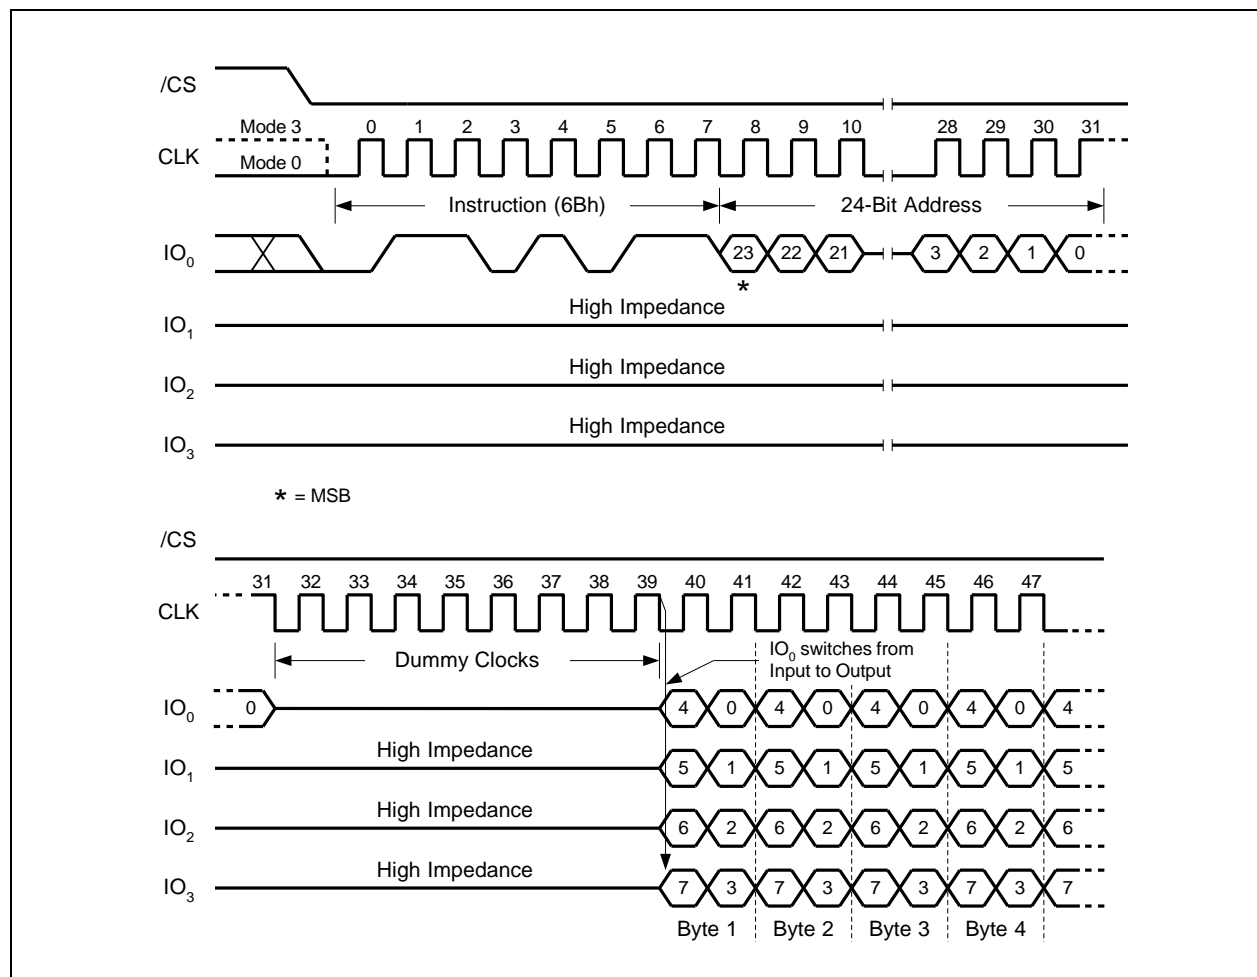 /CS
Mode 3 0 1 2 3 4 5 6 7 8 9 10 28 29 30 31
CLK
Mode 0
Instruction (6Bh) 24-Bit Address
IO0 23 22 21 3 2 1 0
*
High Impedance
IO1
High Impedance
IO2
High Impedance
IO3
* = MSB
/CS
31 32 33 34 35 36 37 38 39 40 41 42 43 44 45 46 47
CLK
Dummy Clocks
IO0 switches from
Input to Output
IO0 0 4 0 4 0 4 0 4 0 4
High Impedance
IO1 5 1 5 1 5 1 5 1 5
High Impedance
IO2 6 2 6 2 6 2 6 2 6
High Impedance
IO3 7 3 7 3 7 3 7 3 7
Byte 1 Byte 2 Byte 3 Byte 4